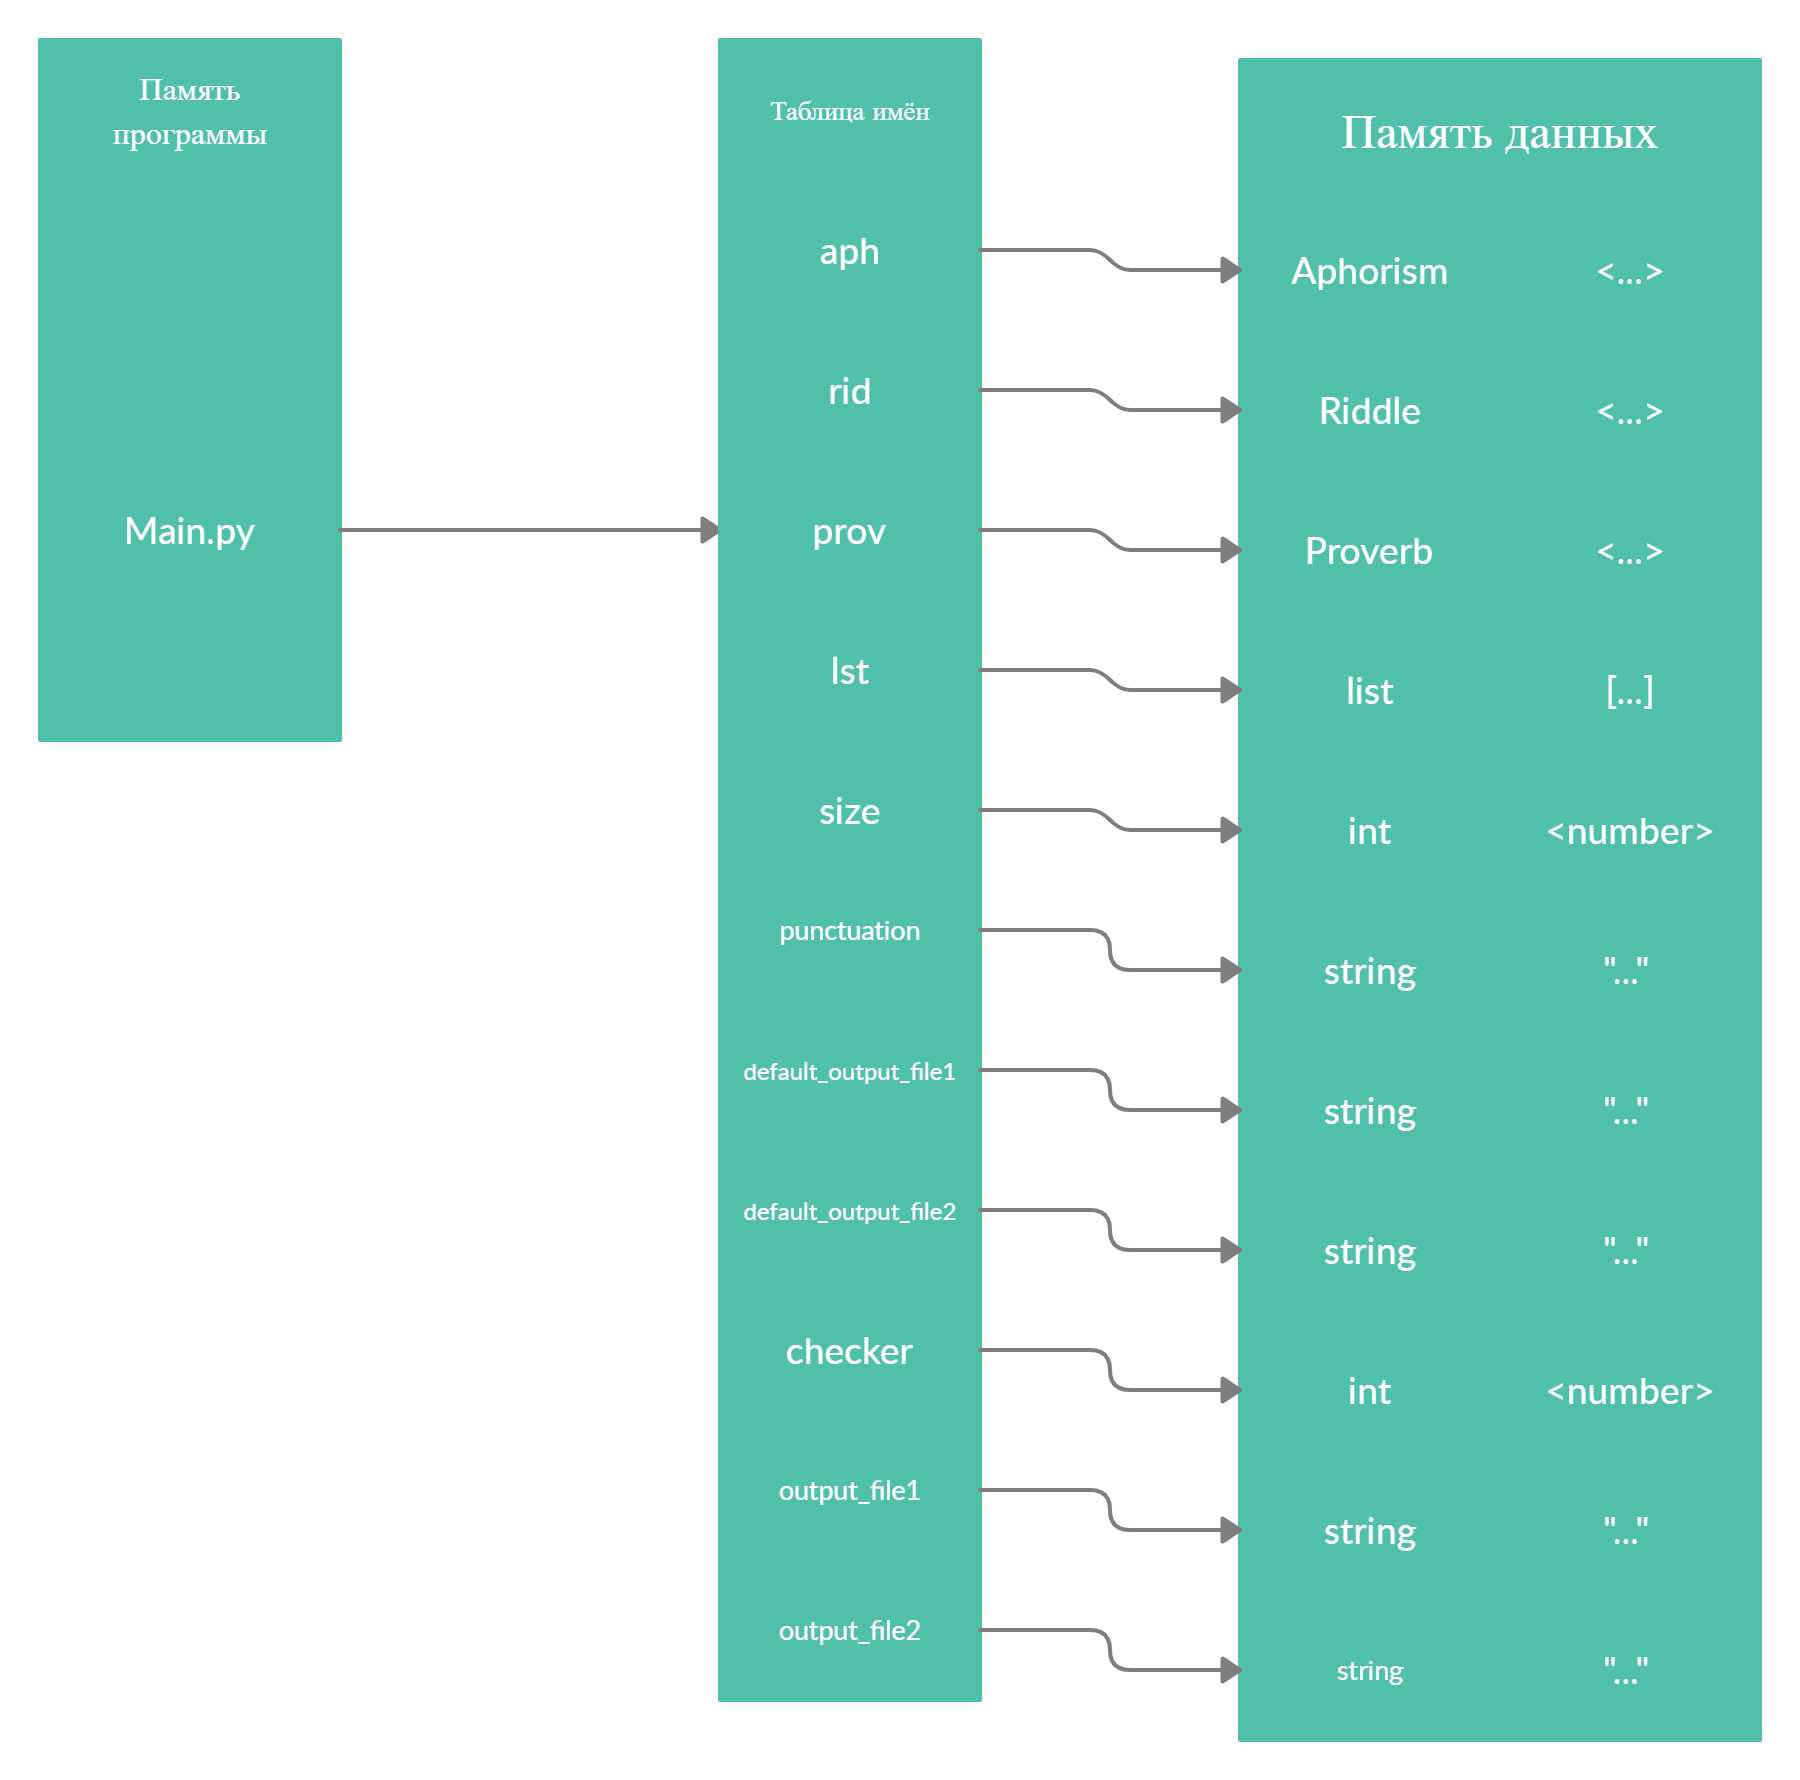 Память
программы
Main.py
Таблица имён
aph
rid
prov
lst
size
punctuation
default_output_file1
default_output_file2
checker
output_file1
output_file2
Память данных
Aphorism <...>
Riddle <...>
Proverb <...>
list [...]
int <number>
string "..."
string "..."
string "..."
int <number>
string "..."
string "..."